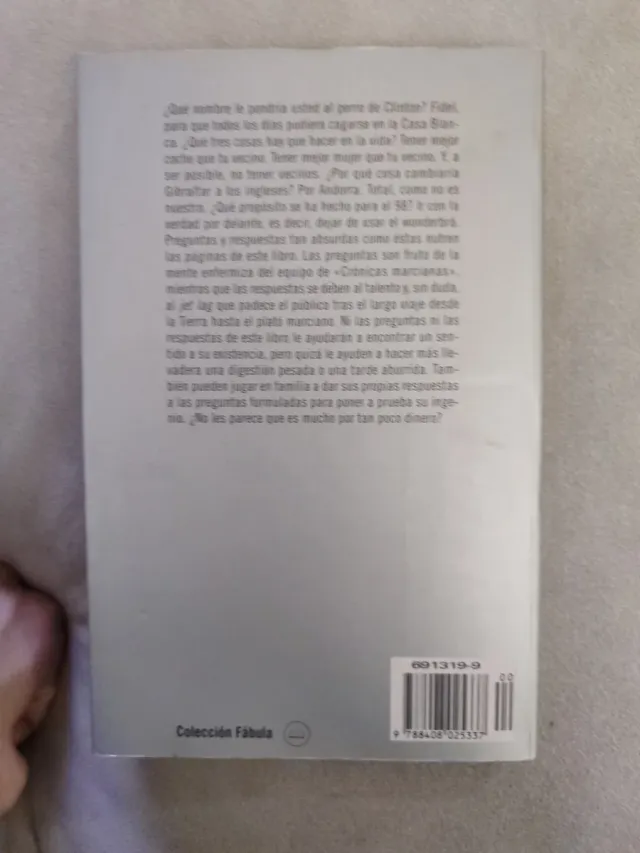 ¿Qué nombre le pondría usted al perro de Clinton? Fidel,
para que todos los días pudiera cagarse en la Casa Blan-
ca. ¿Qué tres cosas hay que hacer en la vida? Tener mejor
coche que tu vecino. Tener mejor mujer que tu vecino. Y, a
ser posible, no tener vecinos. ¿Por qué cosa cambiaría
Gibraltar a los ingleses? Por Andorra. Total, como no es
nuestro. ¿Qué propósito se ha hecho para el 98? Ir con la
verdad por delante, es decir, dejar de usar el wonderbra.
Preguntas y respuestas tan absurdas como estas nutren
las páginas de este libro. Las preguntas son fruto de la
mente enfermiza del equipo de «Crónicas marcianas»,
mientras que las respuestas se deben al talento y, sin duda,
al jet lag que padece el público tras el largo viaje desde
la Tierra hasta el plató marciano. Ni las preguntas ni las
respuestas de este libro le ayudarán a encontrar un sen-
tido a su existencia, pero quizá le ayuden a hacer más lle-
vadera una digestión pesada o una tarde aburrida. Tam-
bién pueden jugar en familia a dar sus propias respuestas
a las preguntas formuladas para poner a prueba su inge-
nio. ¿No les parece que es mucho por tan poco dinero?
691319-9
00
9 788408 025337
Colección Fábula